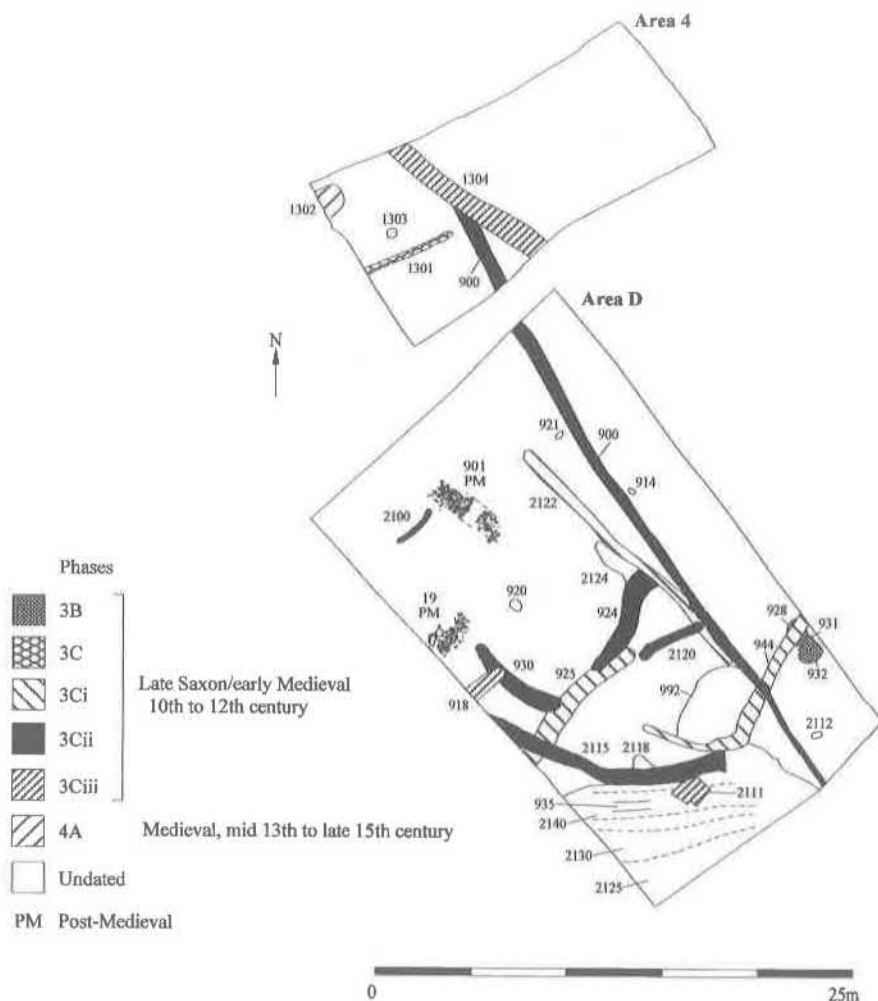 Area 4
1304
1302
1303
1301
900
N
Area D
921
900
901
PM
914
2122
2100
2124
19
PM
920
924
928
931
944
930
925
2120
932
992
918
2115
2118
2112
2111
935
2140
2130
2125
Phases
3B
3C
3Ci
Late Saxon/early Medieval
10th to 12th century
3Cii
3Ciii
4A Medieval, mid 13th to late 15th century
Undated
PM Post-Medieval
0 25m